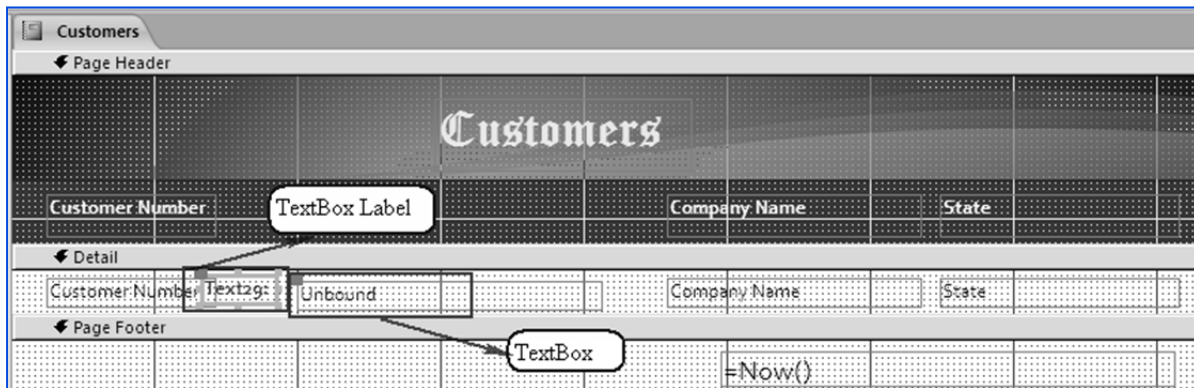 Customers
Page Header
Customers
Customer Number TextBox Label Company Name State
Detail
Customer Number Text29: Unbound Company Name State
Page Footer
TextBox
=Now()